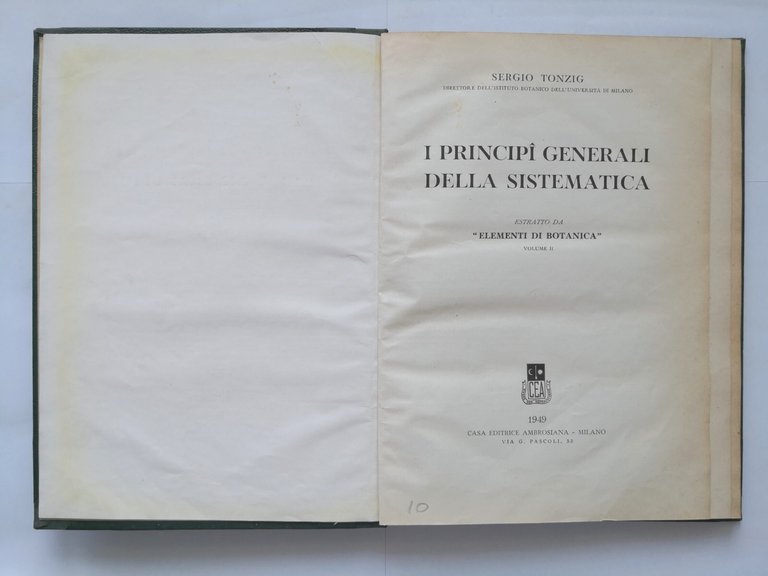 SERGIO TONZIG
DIRETTORE DELL'ISTITUTO BOTANICO DELL'UNIVERSITÀ DI MILANO
I PRINCIPÎ GENERALI
DELLA SISTEMATICA
ESTRATTO DA
"ELEMENTI DI BOTANICA"
VOLUME II
CEA
1949
CASA EDITRICE AMBROSIANA - MILANO
VIA G. PASCOLI, 55
10